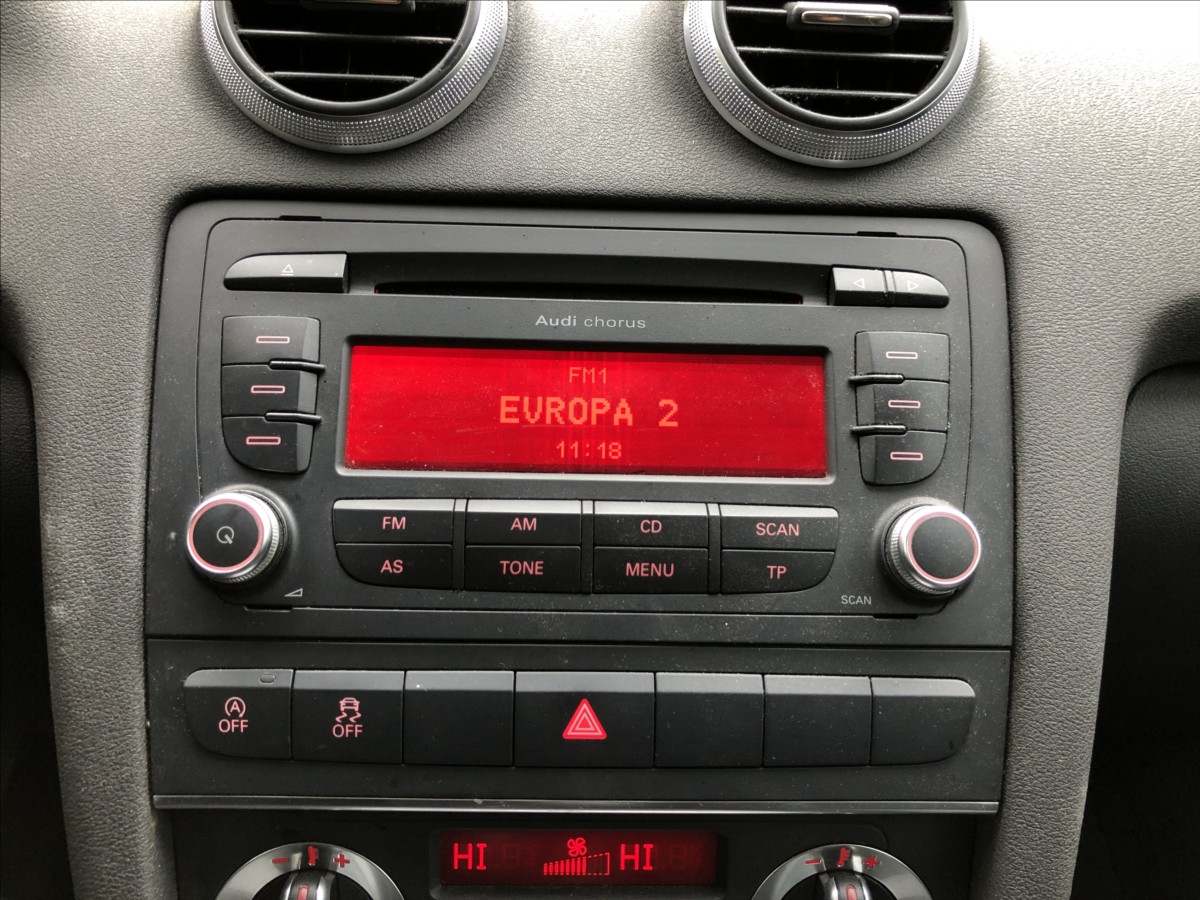 Audi chorus
FM1
EVROPA 2
11:18
FM AM CD SCAN
AS TONE MENU TP
SCAN
A
OFF OFF
HI HI